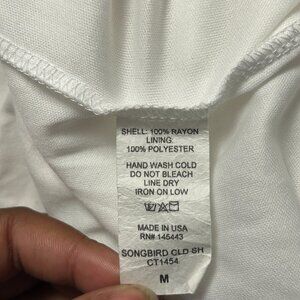 SHELL: 100% RAYON
LINING:
100% POLYESTER
HAND WASH COLD
DO NOT BLEACH
LINE DRY
IRON ON LOW
MADE IN USA
RN# 145443
SONGBIRD CLD SH
CT1454
M